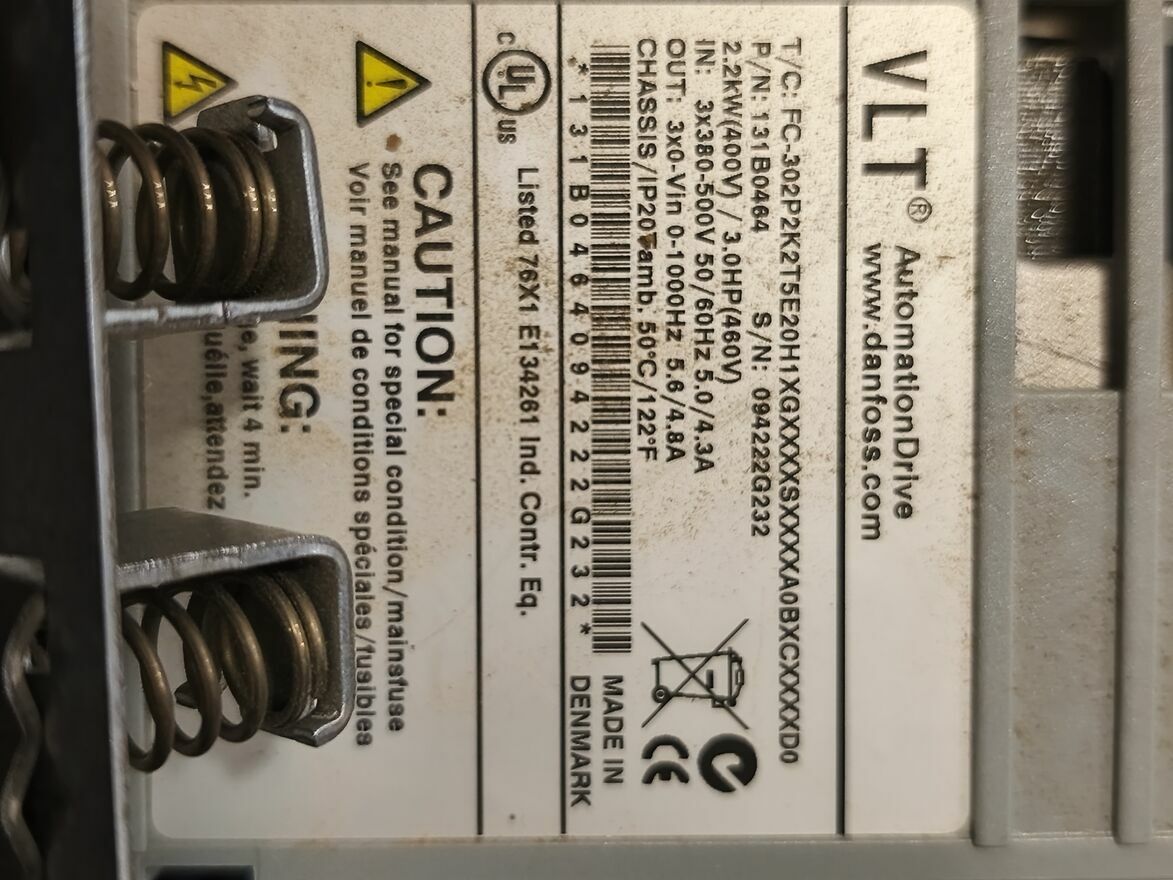 VLT® AutomationDrive
www.danfoss.com
T/C: FC-302P2K2T5E20H1XGXXXXSXXXXA0BXCXXXXD0
P/N: 131B0464 S/N: 094222G232
2.2kW(400V) / 3.0HP(460V)
IN: 3x380-500V 50/60Hz 5.0/4.3A
OUT: 3x0-Vin 0-1000Hz 5.6/4.8A
CHASSIS/IP20 Tamb. 50°C/122°F
*131B0464094222G232*
MADE IN
DENMARK
CE
c UL us Listed 76X1 E134261 Ind. Contr. Eq.
CAUTION:
See manual for special condition/mainsfuse
Voir manuel de conditions spéciales/fusibles
wait 4 min.
attendez